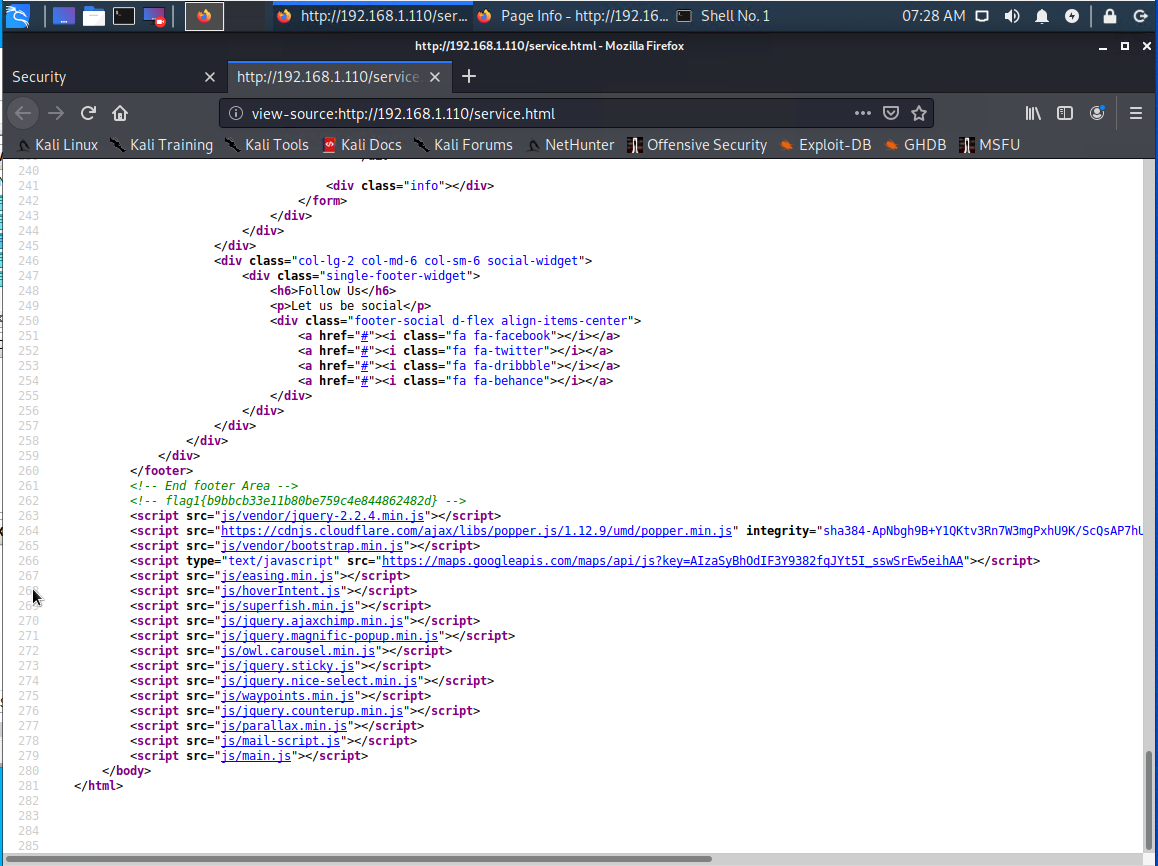 http://192.168.1.110/ser...
Page Info - http://192.16...
Shell No. 1
07:28 AM
http://192.168.1.110/service.html - Mozilla Firefox
Security
http://192.168.1.110/service
view-source:http://192.168.1.110/service.html
Kali Linux
Kali Training
Kali Tools
Kali Docs
Kali Forums
NetHunter
Offensive Security
Exploit-DB
GHDB
MSFU
240
241 <div class="info"></div>
242 </form>
243 </div>
244 </div>
245 </div>
246 <div class="col-lg-2 col-md-6 col-sm-6 social-widget">
247 <div class="single-footer-widget">
248 <h6>Follow Us</h6>
249 <p>Let us be social</p>
250 <div class="footer-social d-flex align-items-center">
251 <a href="#"><i class="fa fa-facebook"></i></a>
252 <a href="#"><i class="fa fa-twitter"></i></a>
253 <a href="#"><i class="fa fa-dribbble"></i></a>
254 <a href="#"><i class="fa fa-behance"></i></a>
255 </div>
256 </div>
257 </div>
258 </div>
259 </div>
260 </footer>
261 <!-- End footer Area -->
262 <!-- flag1{b9bbcb33e11b80be759c4e844862482d} -->
263 <script src="js/vendor/jquery-2.2.4.min.js"></script>
264 <script src="https://cdnjs.cloudflare.com/ajax/libs/popper.js/1.12.9/umd/popper.min.js" integrity="sha384-ApNbgh9B+Y1QKtv3Rn7W3mgPxhU9K/ScQsAP7hU
265 <script src="js/vendor/bootstrap.min.js"></script>
266 <script type="text/javascript" src="https://maps.googleapis.com/maps/api/js?key=AIzaSyBhOdIF3Y9382fqJYt5I_sswSrEw5eihAA"></script>
267 <script src="js/easing.min.js"></script>
268 <script src="js/hoverIntent.js"></script>
269 <script src="js/superfish.min.js"></script>
270 <script src="js/jquery.ajaxchimp.min.js"></script>
271 <script src="js/jquery.magnific-popup.min.js"></script>
272 <script src="js/owl.carousel.min.js"></script>
273 <script src="js/jquery.sticky.js"></script>
274 <script src="js/jquery.nice-select.min.js"></script>
275 <script src="js/waypoints.min.js"></script>
276 <script src="js/jquery.counterup.min.js"></script>
277 <script src="js/parallax.min.js"></script>
278 <script src="js/mail-script.js"></script>
279 <script src="js/main.js"></script>
280 </body>
281 </html>
282
283
284
285